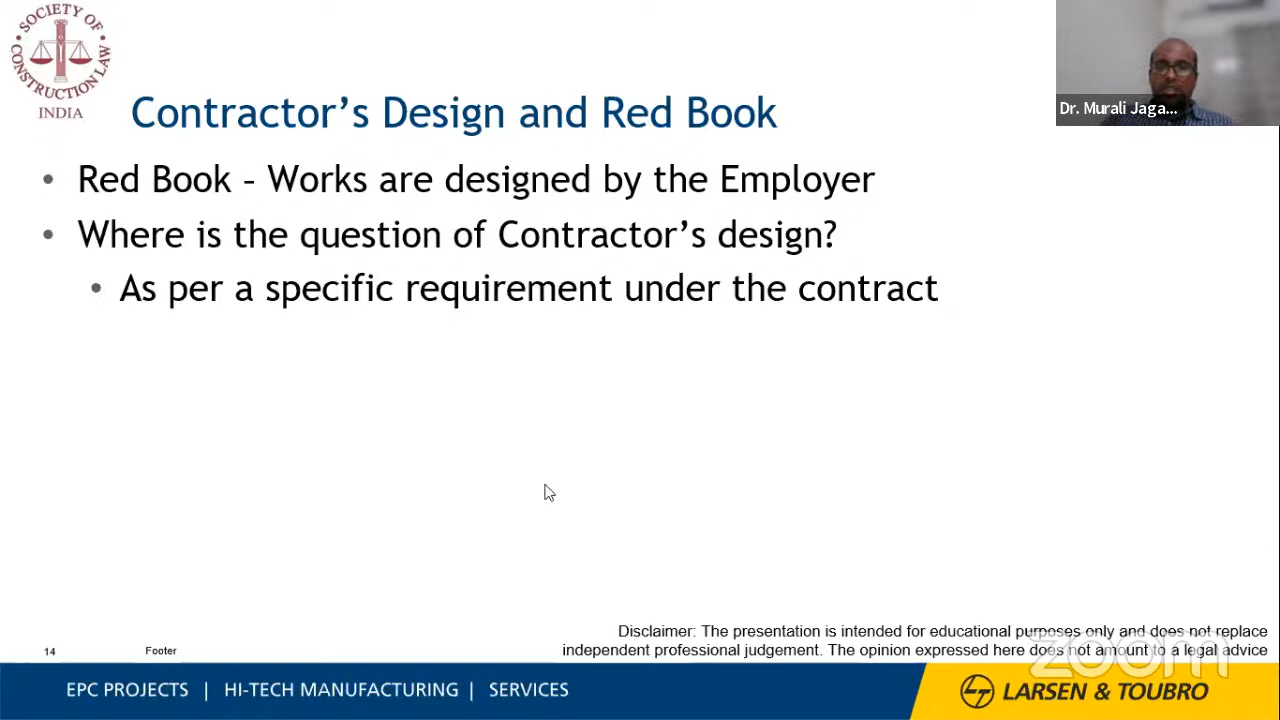 SOCIETY OF
CONSTRUCTION LAW
INDIA
Dr. Murali Jaga...
Contractor’s Design and Red Book
• Red Book – Works are designed by the Employer
• Where is the question of Contractor’s design?
• As per a specific requirement under the contract
Disclaimer: The presentation is intended for educational purposes only and does not replace
independent professional judgement. The opinion expressed here does not amount to a legal advice
zoom
14
Footer
EPC PROJECTS | HI-TECH MANUFACTURING | SERVICES
LARSEN & TOUBRO